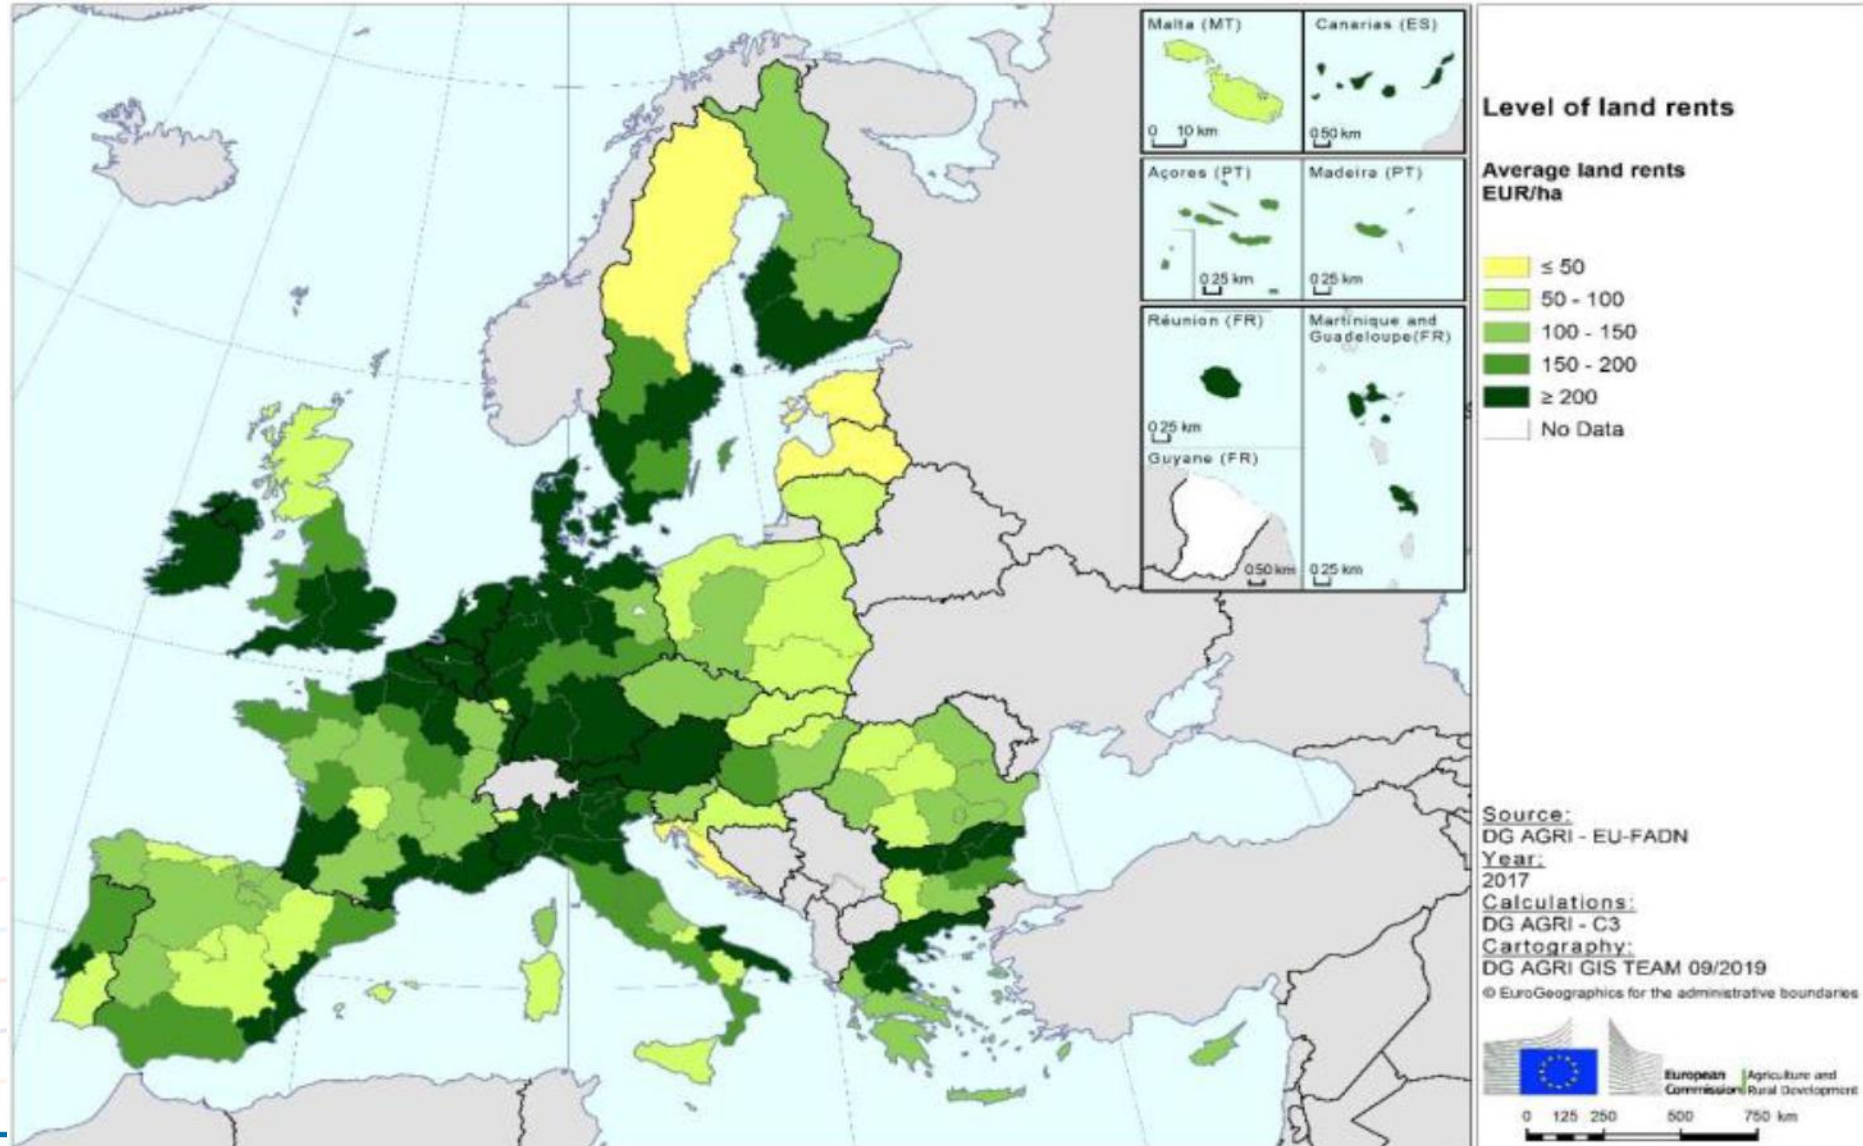 Malta (MT)
0 10 km
Canarias (ES)
0 50 km
Açores (PT)
0 25 km
Madeira (PT)
0 25 km
Réunion (FR)
0 25 km
Martinique and
Guadeloupe(FR)
0 25 km
Guyane (FR)
0 50 km
Level of land rents
Average land rents
EUR/ha
≤ 50
50 - 100
100 - 150
150 - 200
≥ 200
No Data
Source:
DG AGRI - EU-FADN
Year:
2017
Calculations:
DG AGRI - C3
Cartography:
DG AGRI GIS TEAM 09/2019
© EuroGeographics for the administrative boundaries
European
Commission
Agriculture and
Rural Development
0 125 250 500 750 km